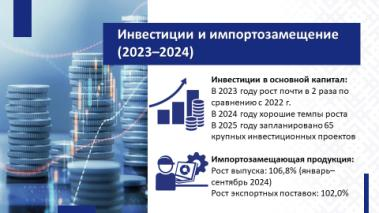 Инвестиции и импортозамещение
(2023–2024)
Инвестиции в основной капитал:
В 2023 году рост почти в 2 раза по
сравнению с 2022 г.
В 2024 году хорошие темпы роста
В 2025 году запланировано 65
крупных инвестиционных проектов
Импортозамещающая продукция:
Рост выпуска: 106,8% (январь–
сентябрь 2024)
Рост экспортных поставок: 102,0%